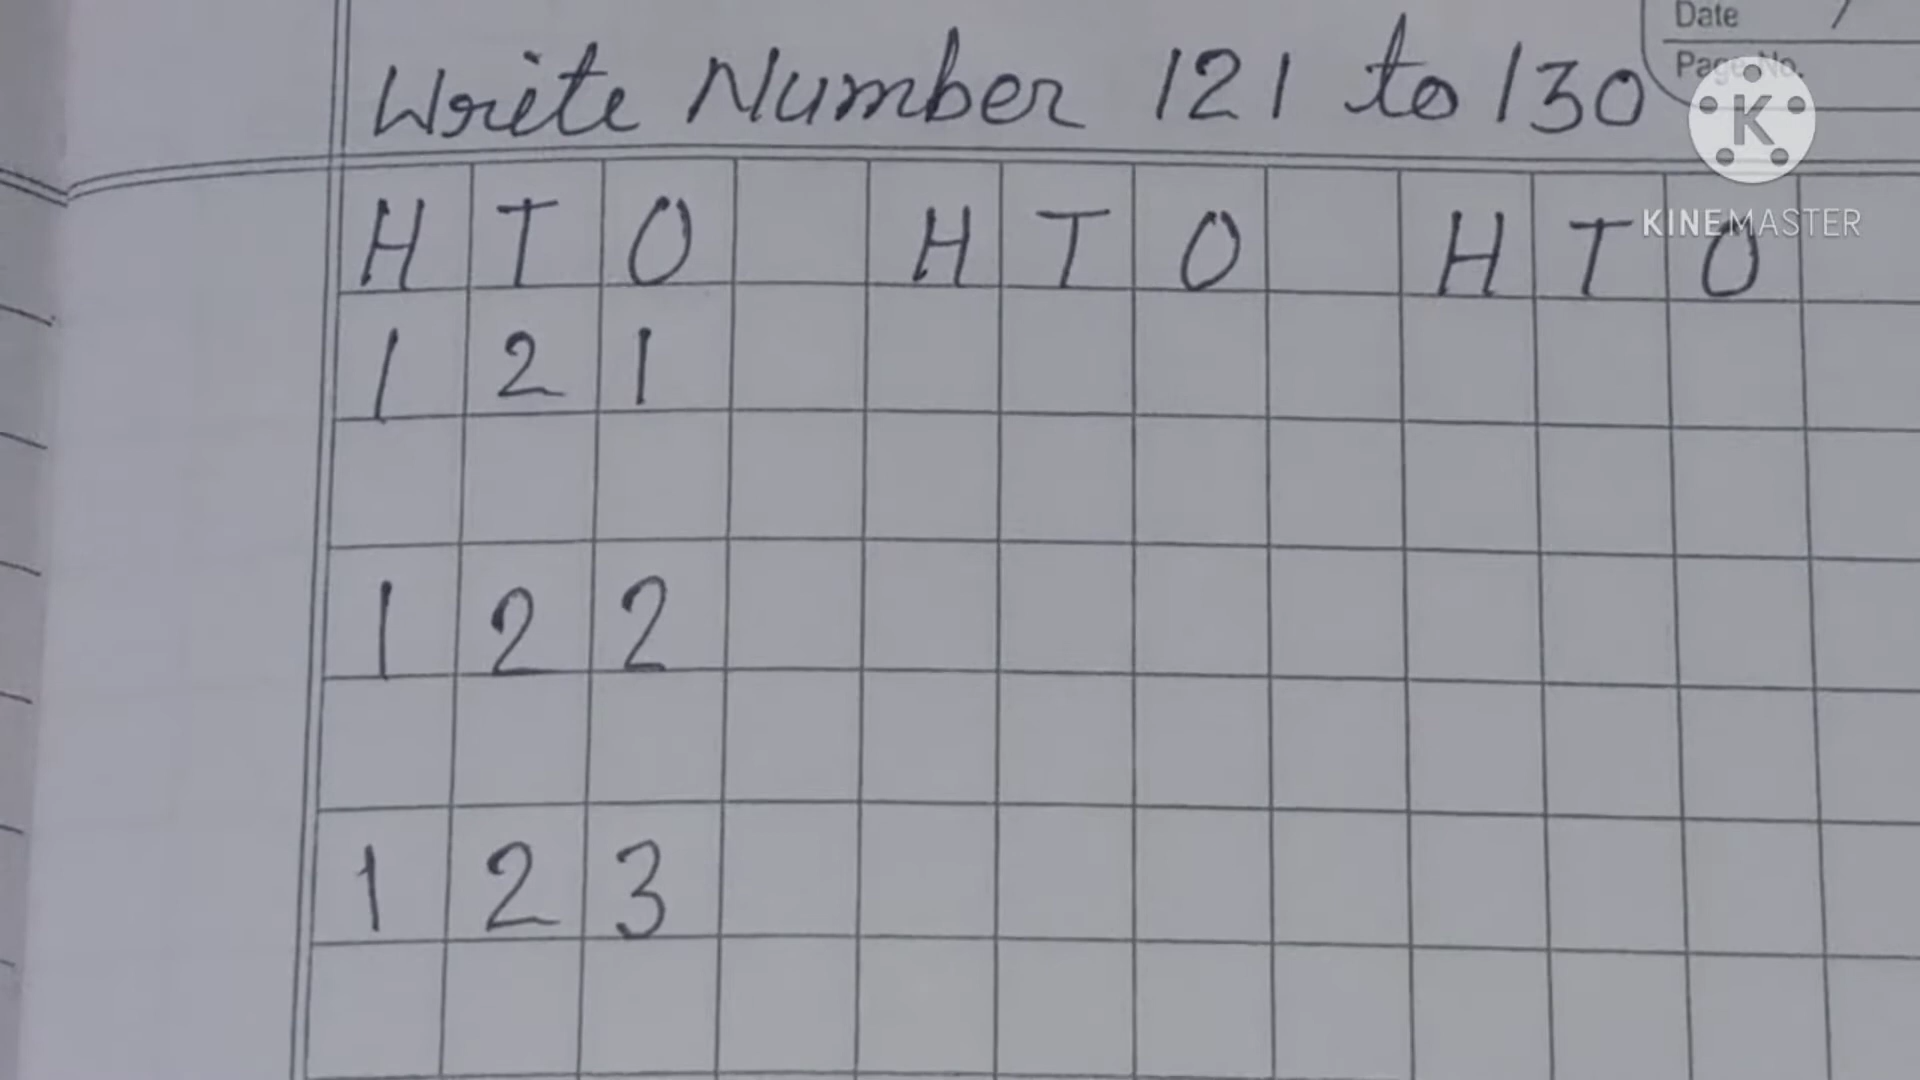 Date /
Page No.
Write Number 121 to 130
K
KINEMASTER
H T O H T O H T O
1 2 1
1 2 2
1 2 3